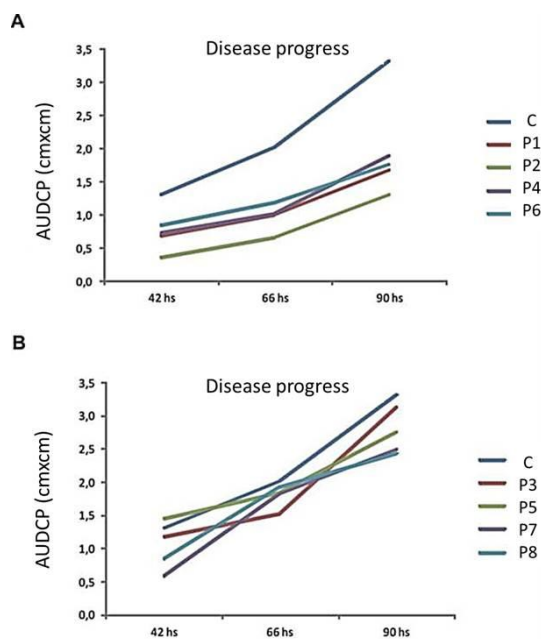 A
Disease progress
AUDCP (cmxcm)
3,5
3,0
2,5
2,0
1,5
1,0
0,5
0,0
42 hs
66 hs
90 hs
C
P1
P2
P4
P6
B
Disease progress
AUDCP (cmxcm)
3,5
3,0
2,5
2,0
1,5
1,0
0,5
0,0
42 hs
66 hs
90 hs
C
P3
P5
P7
P8